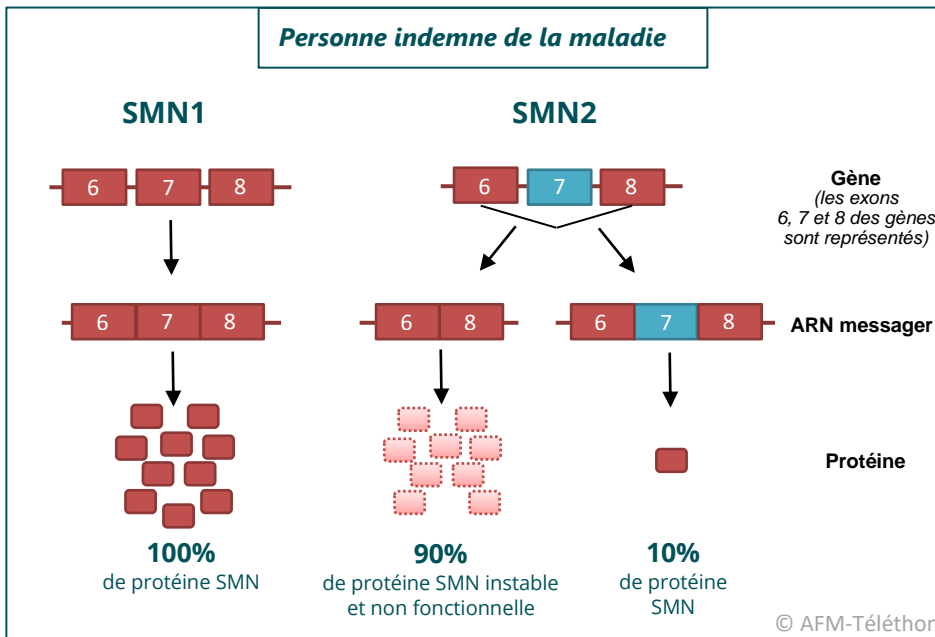 Personne indemne de la maladie
SMN1
SMN2
6 7 8
6 7 8
Gène
(les exons
6, 7 et 8 des gènes
sont représentés)
6 7 8
6 8
6 7 8
ARN messager
Protéine
100%
de protéine SMN
90%
de protéine SMN instable
et non fonctionnelle
10%
de protéine
SMN
© AFM-Téléthon